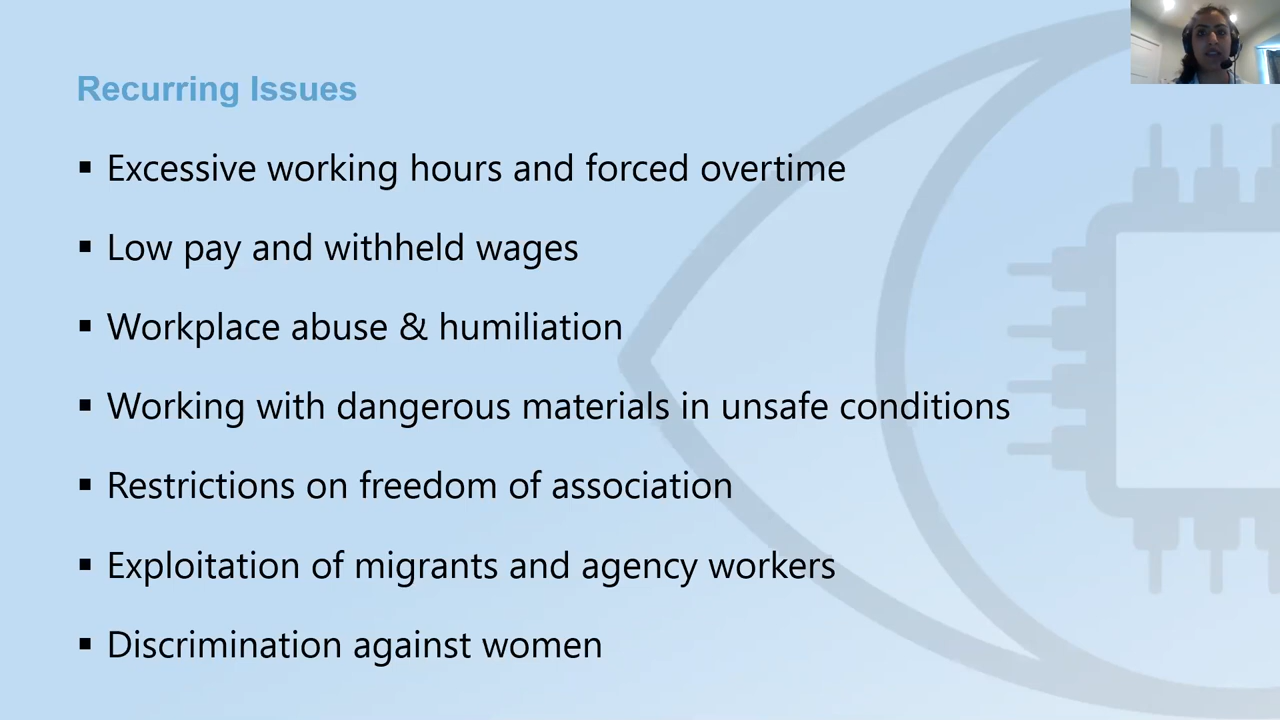 Recurring Issues
▪ Excessive working hours and forced overtime
▪ Low pay and withheld wages
▪ Workplace abuse & humiliation
▪ Working with dangerous materials in unsafe conditions
▪ Restrictions on freedom of association
▪ Exploitation of migrants and agency workers
▪ Discrimination against women